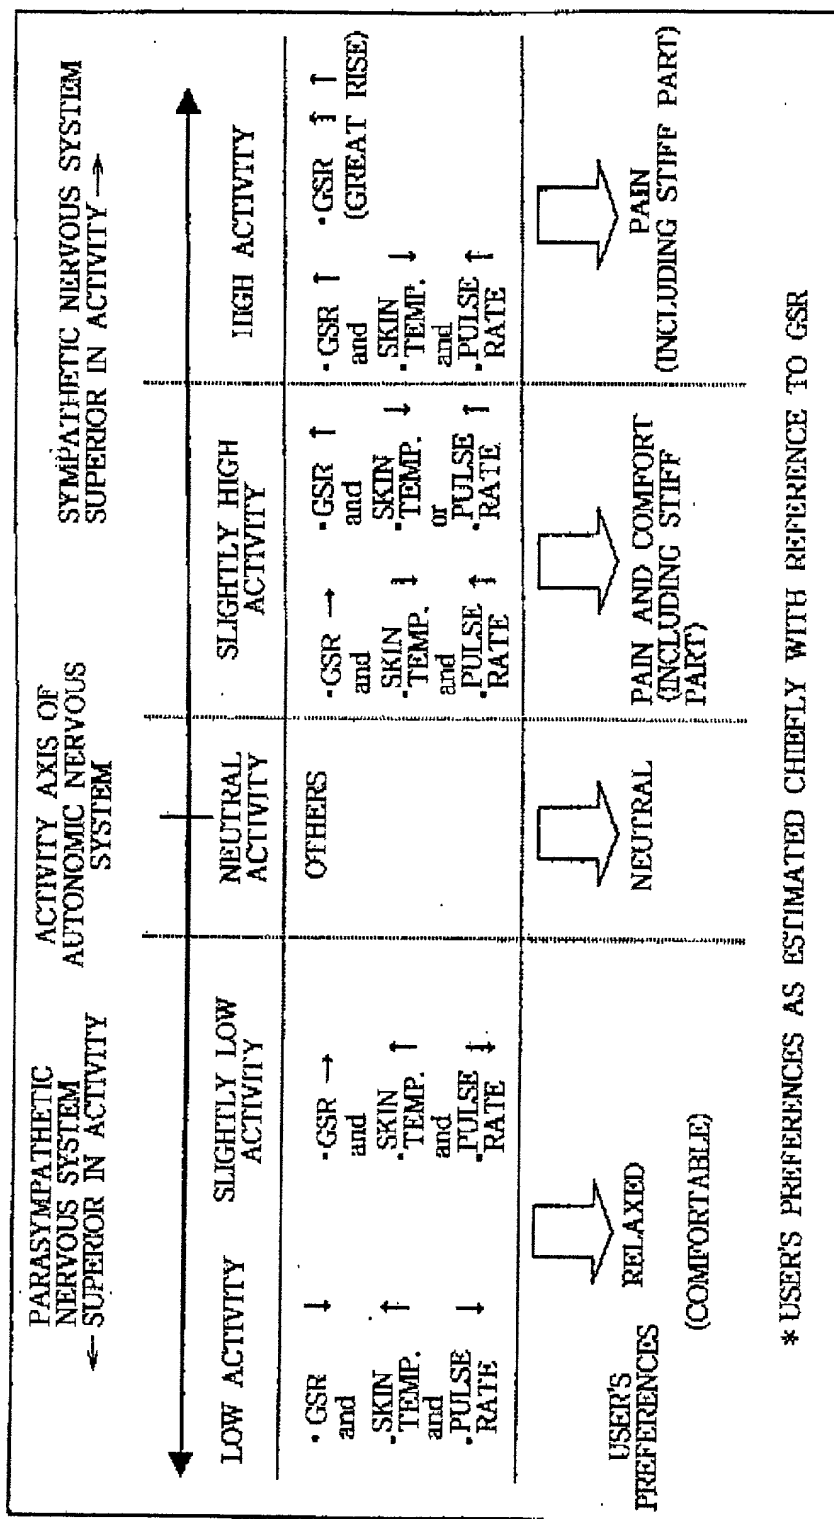 PARASYMPATHETIC
NERVOUS SYSTEM
← SUPERIOR IN ACTIVITY
ACTIVITY AXIS OF
AUTONOMIC NERVOUS
SYSTEM
SYMPATHETIC NERVOUS SYSTEM
SUPERIOR IN ACTIVITY →
LOW ACTIVITY
SLIGHTLY LOW
ACTIVITY
NEUTRAL
ACTIVITY
SLIGHTLY HIGH
ACTIVITY
HIGH ACTIVITY
•GSR ↓
and
•SKIN
TEMP. ↑
and
•PULSE
RATE ↓
•GSR →
and
•SKIN
TEMP. ↑
and
•PULSE
RATE ↓
OTHERS
•GSR →
and
•SKIN
TEMP. ↓
and
•PULSE
RATE ↑
•GSR ↑
and
•SKIN
TEMP. ↓
or
•PULSE
RATE ↑
•GSR ↑
and
•SKIN
TEMP. ↓
and
•PULSE
RATE ↑
•GSR ↑ ↑
(GREAT RISE)
USER'S
PREFERENCES
RELAXED
(COMFORTABLE)
NEUTRAL
PAIN AND COMFORT
(INCLUDING STIFF
PART)
PAIN
(INCLUDING STIFF PART)
* USER'S PREFERENCES AS ESTIMATED CHIEFLY WITH REFERENCE TO GSR